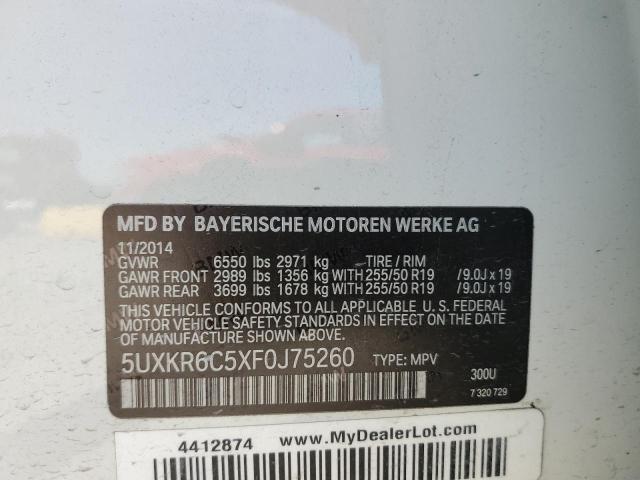 MFD BY BAYERISCHE MOTOREN WERKE AG
11/2014
GVWR 6550 lbs 2971 kg TIRE / RIM
GAWR FRONT 2989 lbs 1356 kg WITH 255/50 R19 /9.0J x 19
GAWR REAR 3699 lbs 1678 kg WITH 255/50 R19 /9.0J x 19
THIS VEHICLE CONFORMS TO ALL APPLICABLE U. S. FEDERAL
MOTOR VEHICLE SAFETY STANDARDS IN EFFECT ON THE DATE OF
MANUFACTURE SHOWN ABOVE.
5UXKR6C5XF0J75260 TYPE: MPV
300U
7 320 729
4412874 www.MyDealerLot.com